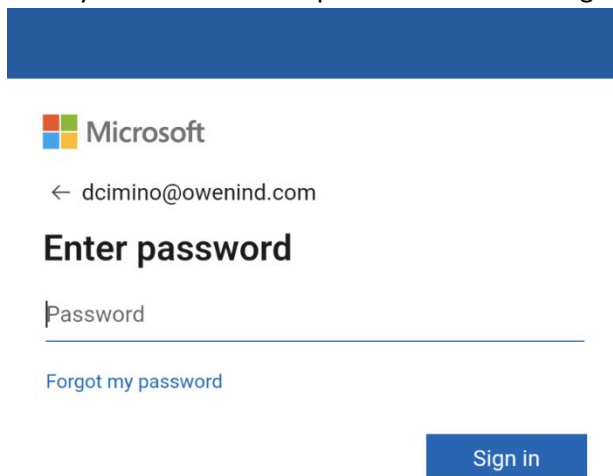 Microsoft
← dcimino@owenind.com
Enter password
Password
Forgot my password
Sign in